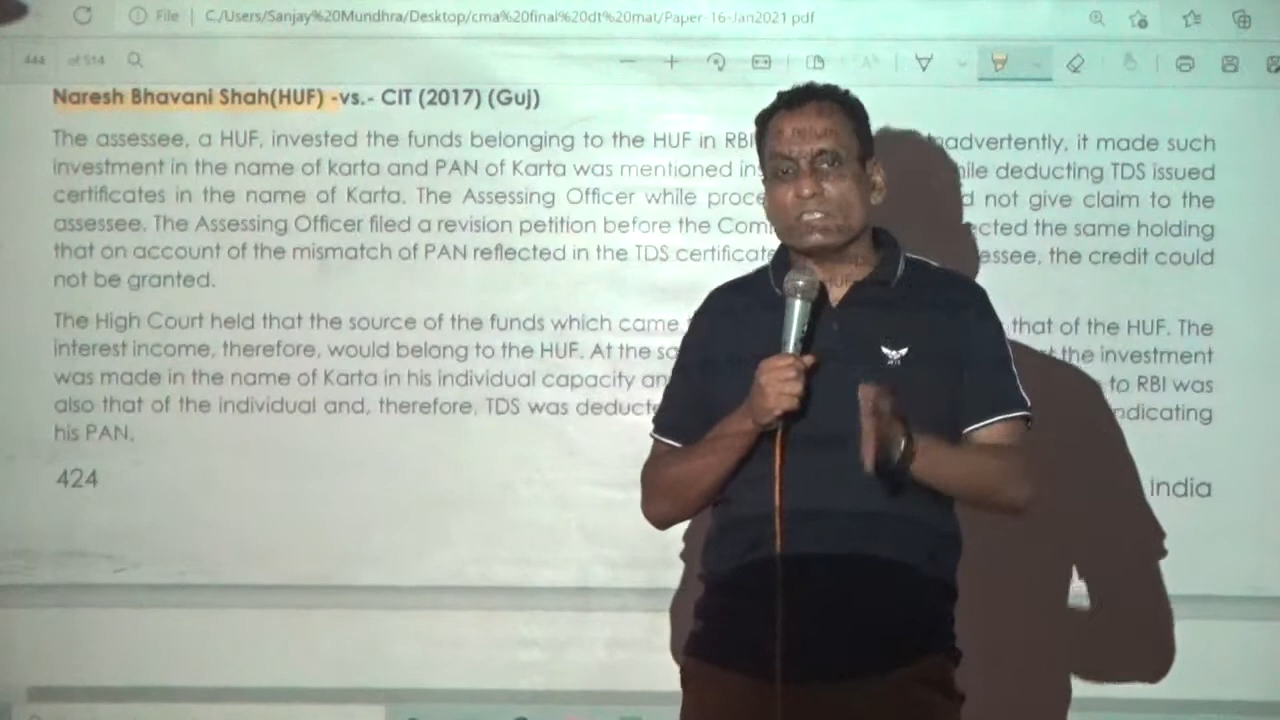 File C:/Users/Sanjay%20Mundhra/Desktop/cma%20final%20dt%20mat/Paper-16-Jan2021.pdf
444 of 514
Naresh Bhavani Shah(HUF) -vs.- CIT (2017) (Guj)
The assessee, a HUF, invested the funds belonging to the HUF in RBI nadvertently, it made such
investment in the name of karta and PAN of Karta was mentioned ins hile deducting TDS issued
certificates in the name of Karta. The Assessing Officer while proce d not give claim to the
assessee. The Assessing Officer filed a revision petition before the Com ected the same holding
that on account of the mismatch of PAN reflected in the TDS certificate essee, the credit could
not be granted.
The High Court held that the source of the funds which came that of the HUF. The
interest income, therefore, would belong to the HUF. At the sa the investment
was made in the name of Karta in his individual capacity an to RBI was
also that of the individual and, therefore, TDS was deducte ndicating
his PAN.
424 India